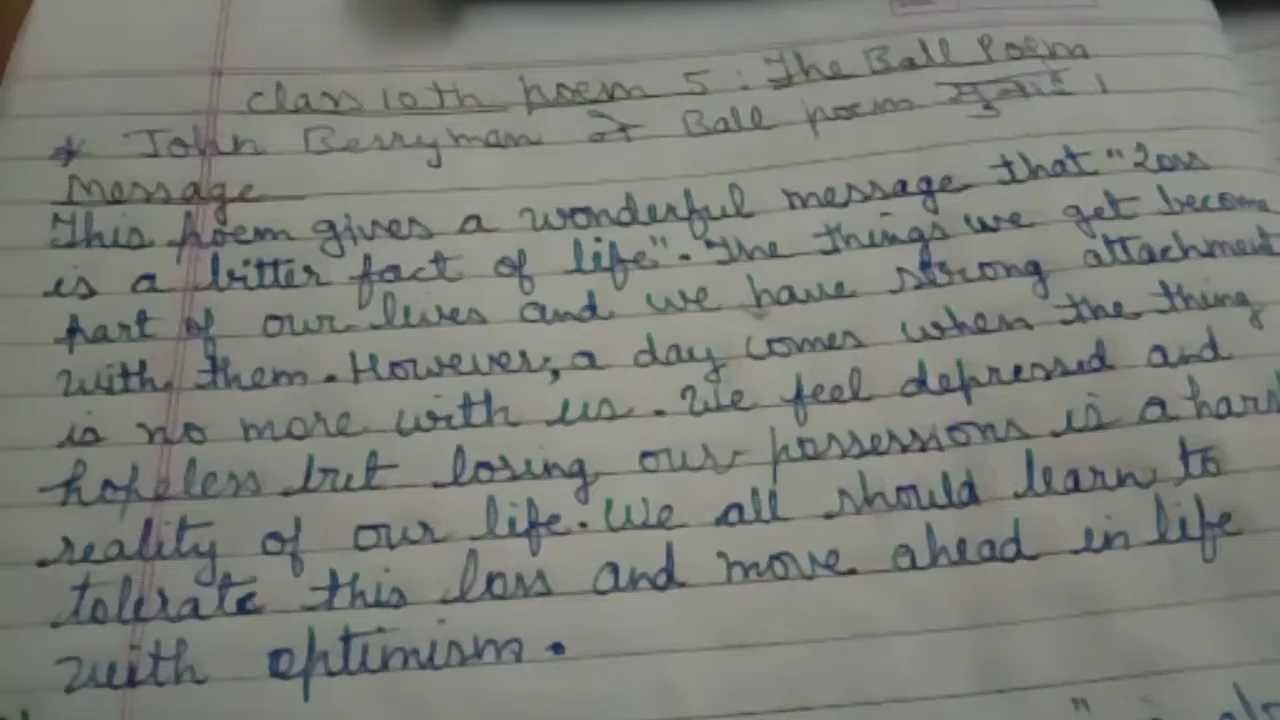 class 10th poem 5 : The Ball Poem
* John Berryman ने Ball poem
Message
This poem gives a wonderful message that "Loss
is a bitter fact of life". The things we get become
part of our lives and we have strong attachment
with them. However, a day comes when the thing
is no more with us. We feel depressed and
hopeless but losing our possessions is a hard
reality of our life. We all should learn to
tolerate this loss and move ahead in life
with optimism.